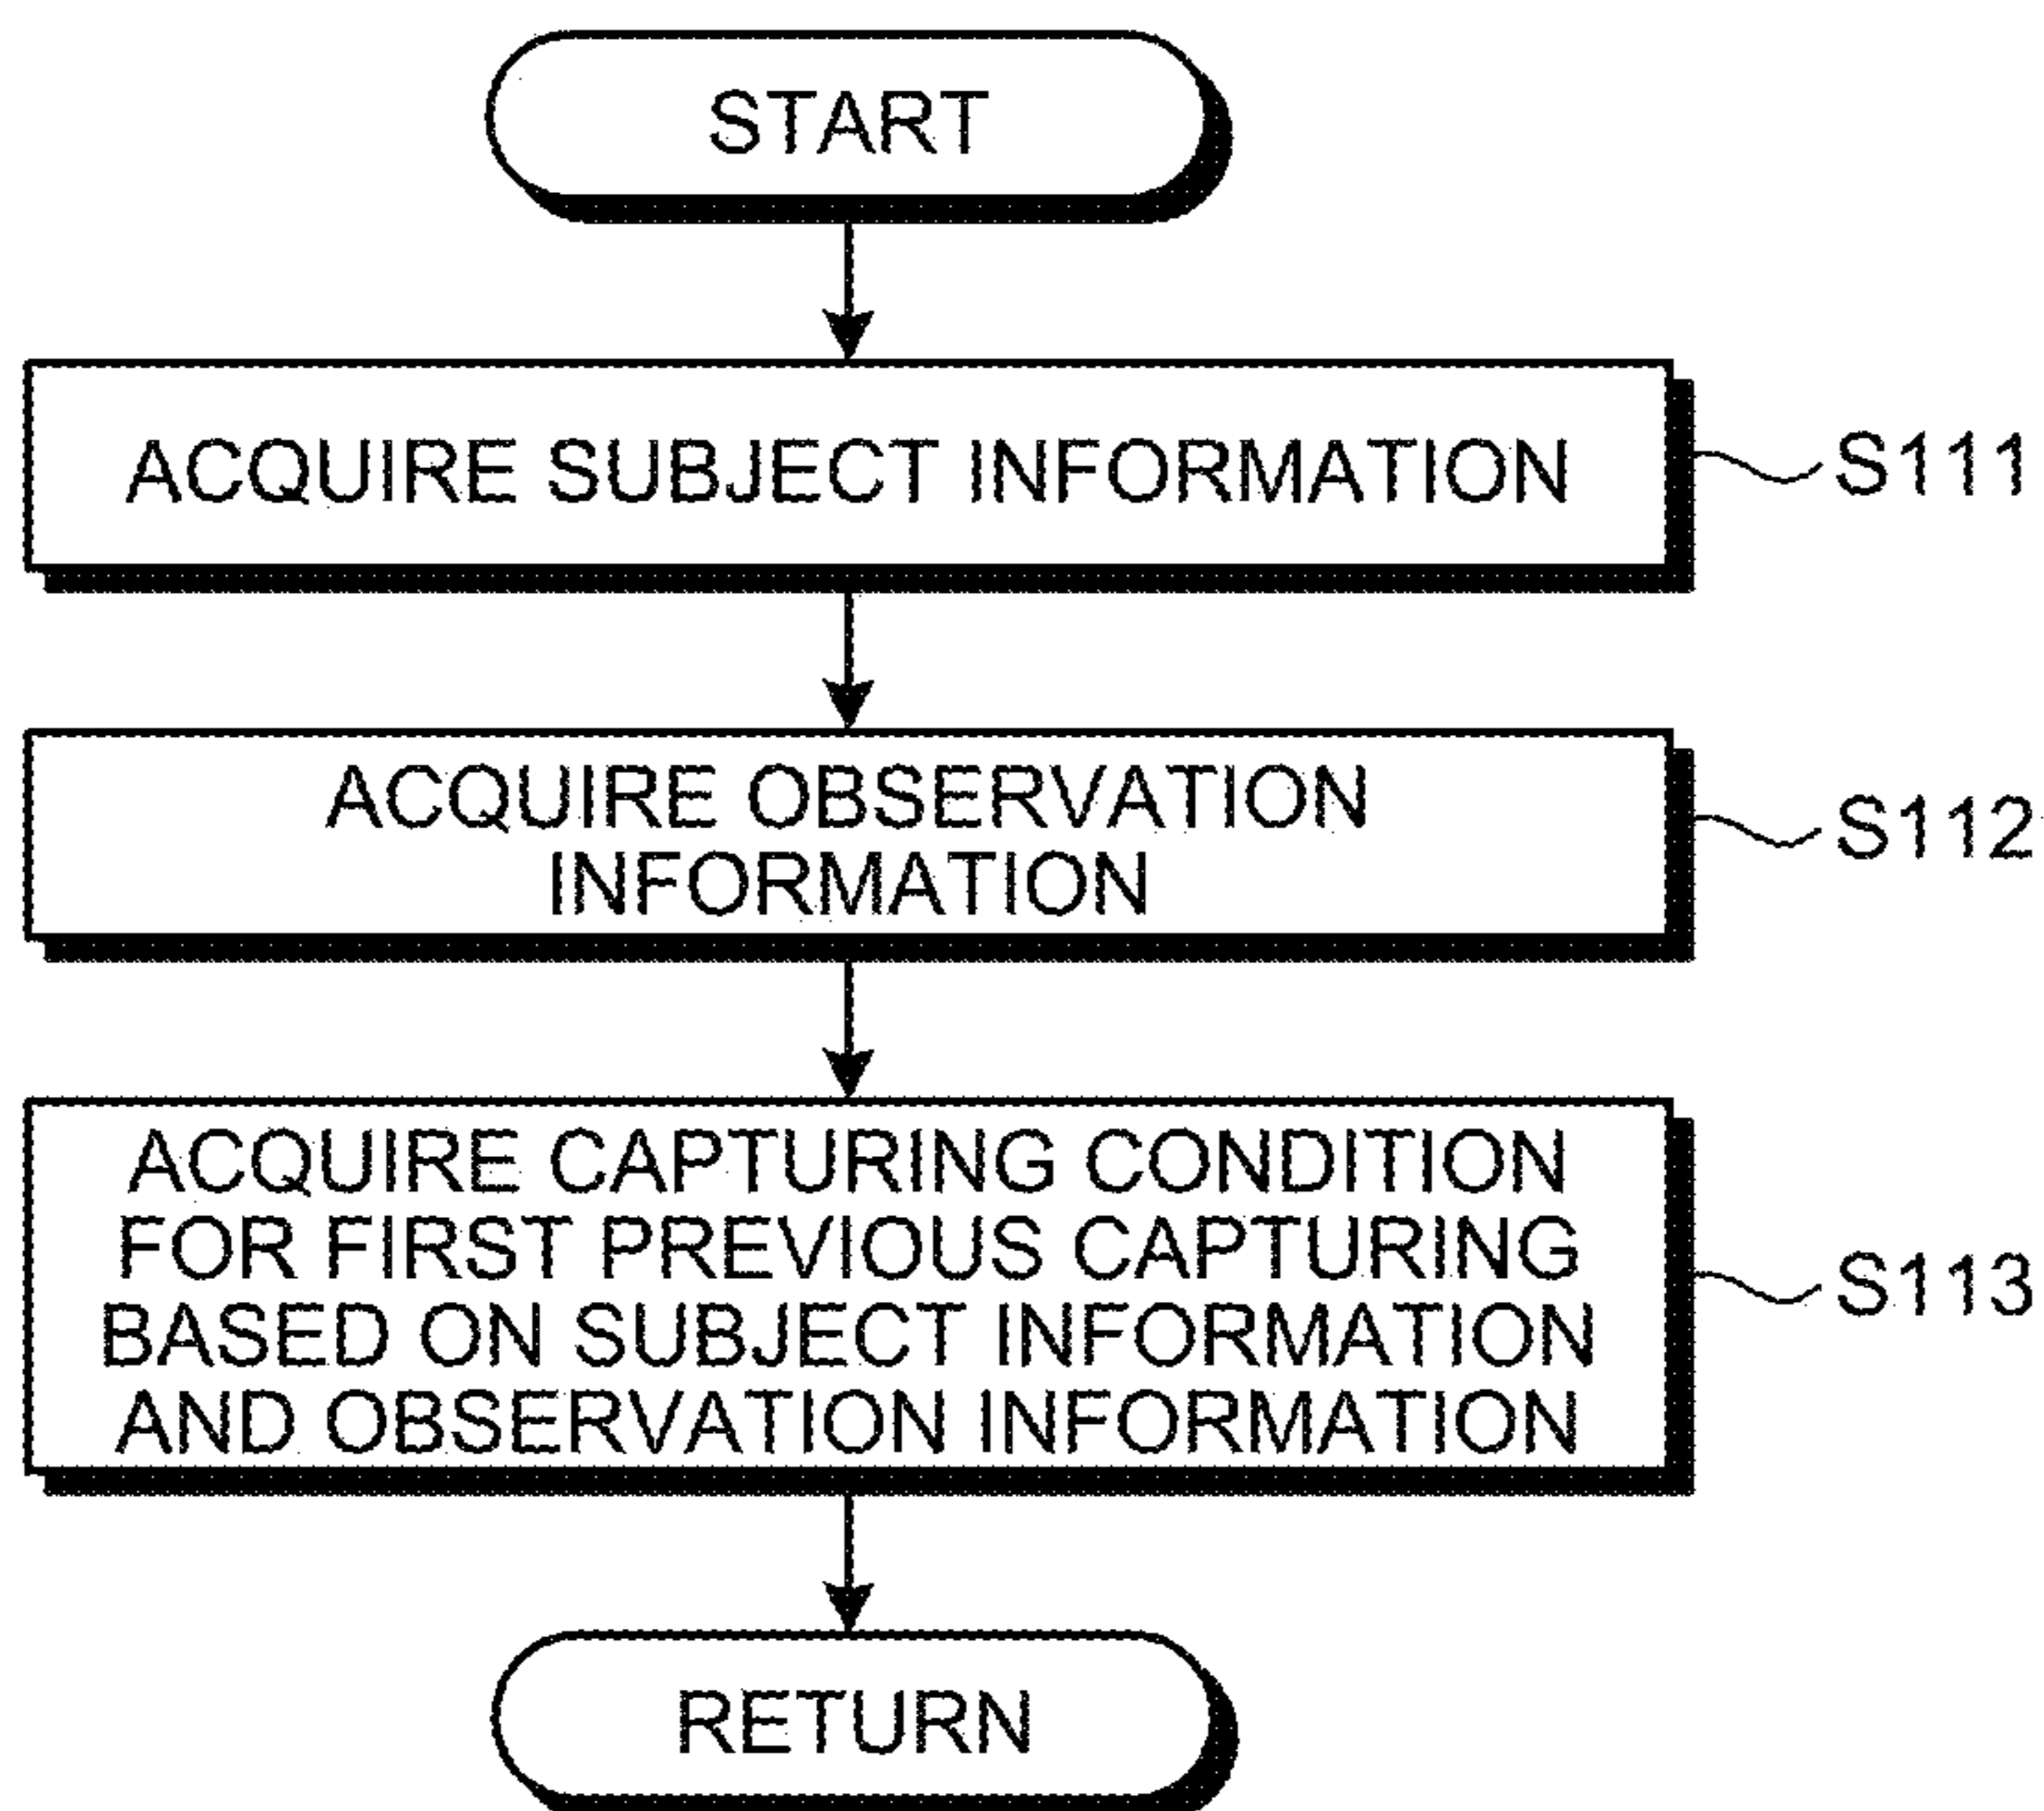 START
ACQUIRE SUBJECT INFORMATION
S111
ACQUIRE OBSERVATION
INFORMATION
S112
ACQUIRE CAPTURING CONDITION
FOR FIRST PREVIOUS CAPTURING
BASED ON SUBJECT INFORMATION
AND OBSERVATION INFORMATION
S113
RETURN